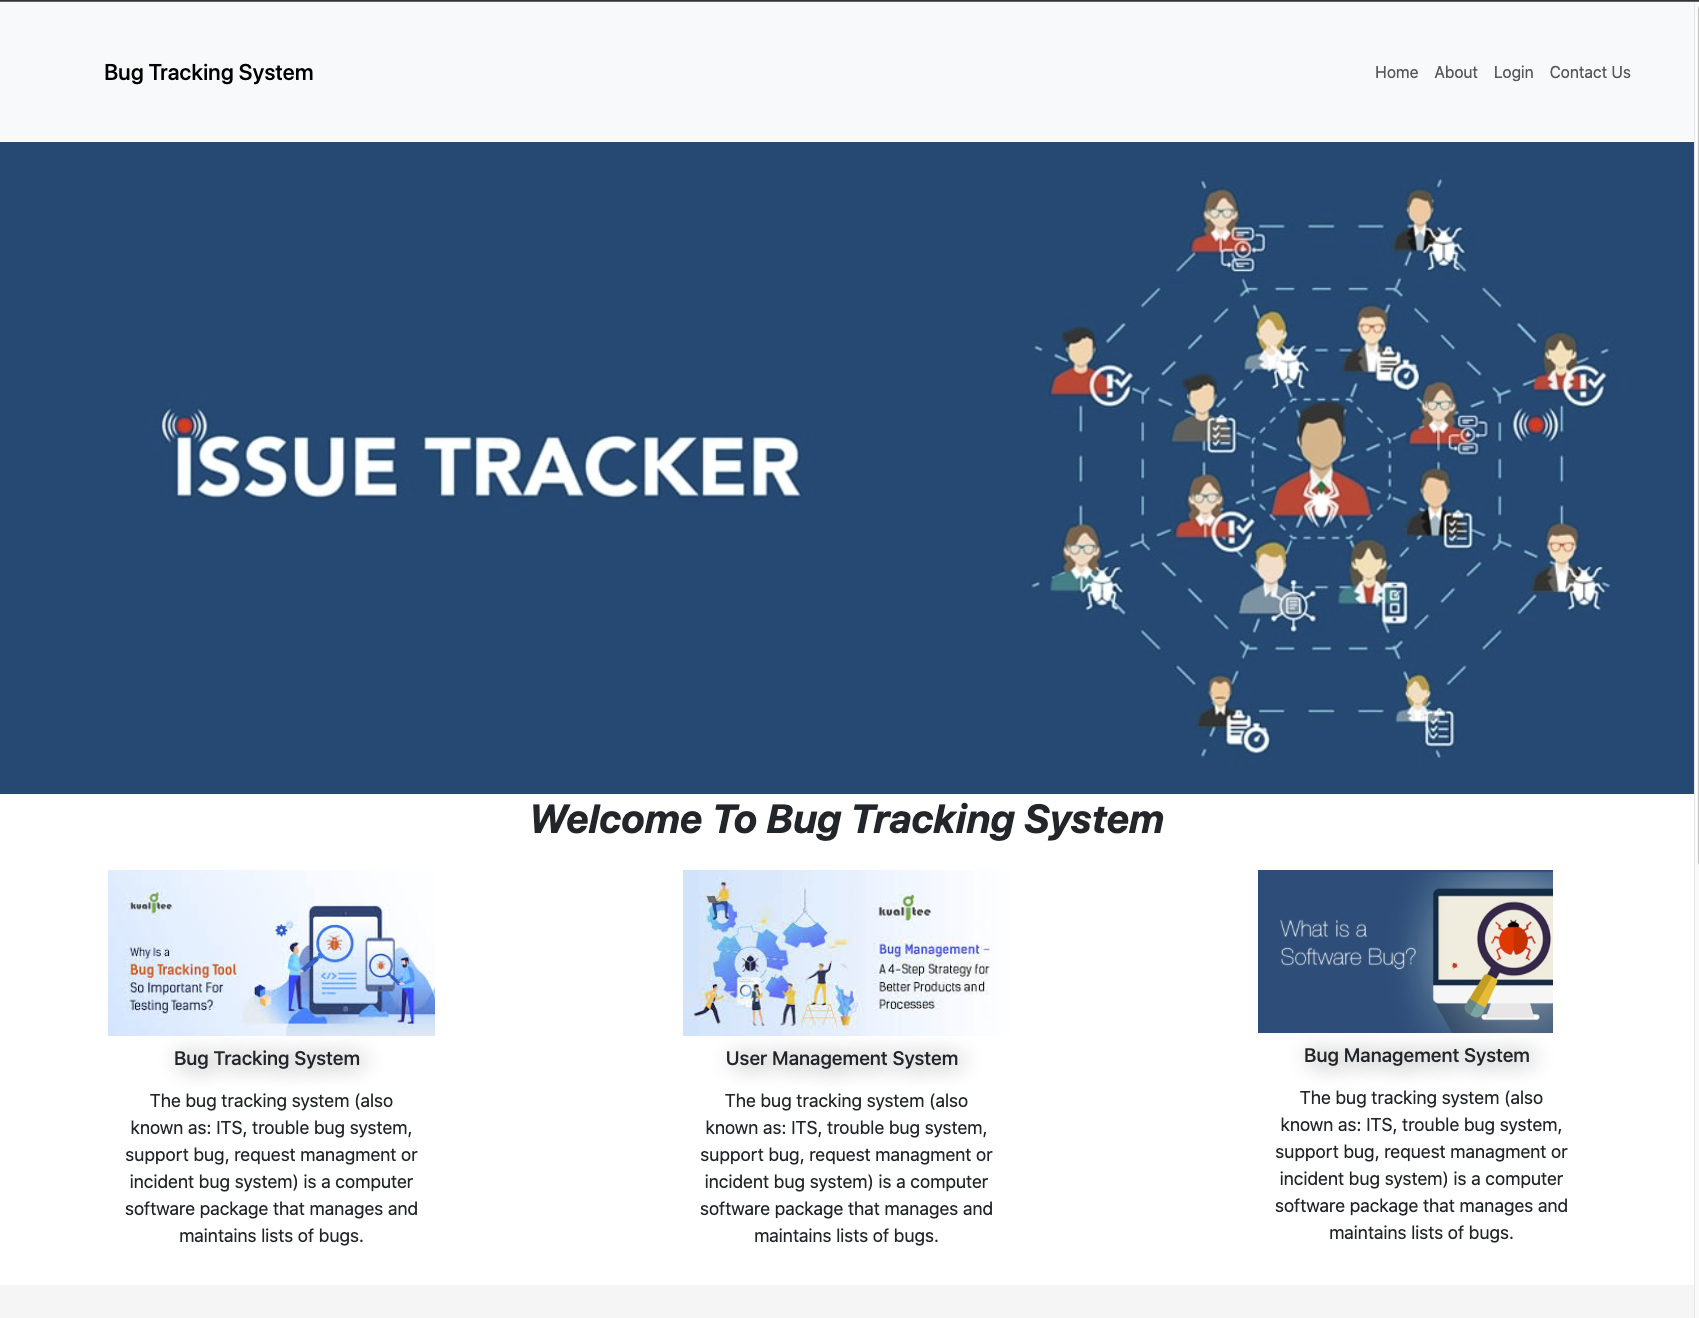 Bug Tracking System
Home About Login Contact Us
ISSUE TRACKER
Welcome To Bug Tracking System
kualitee
Why Is a
Bug Tracking Tool
So Important For
Testing Teams?
Bug Tracking System
The bug tracking system (also
known as: ITS, trouble bug system,
support bug, request managment or
incident bug system) is a computer
software package that manages and
maintains lists of bugs.
kualitee
Bug Management –
A 4-Step Strategy for
Better Products and
Processes
User Management System
The bug tracking system (also
known as: ITS, trouble bug system,
support bug, request managment or
incident bug system) is a computer
software package that manages and
maintains lists of bugs.
What is a
Software Bug?
Bug Management System
The bug tracking system (also
known as: ITS, trouble bug system,
support bug, request managment or
incident bug system) is a computer
software package that manages and
maintains lists of bugs.